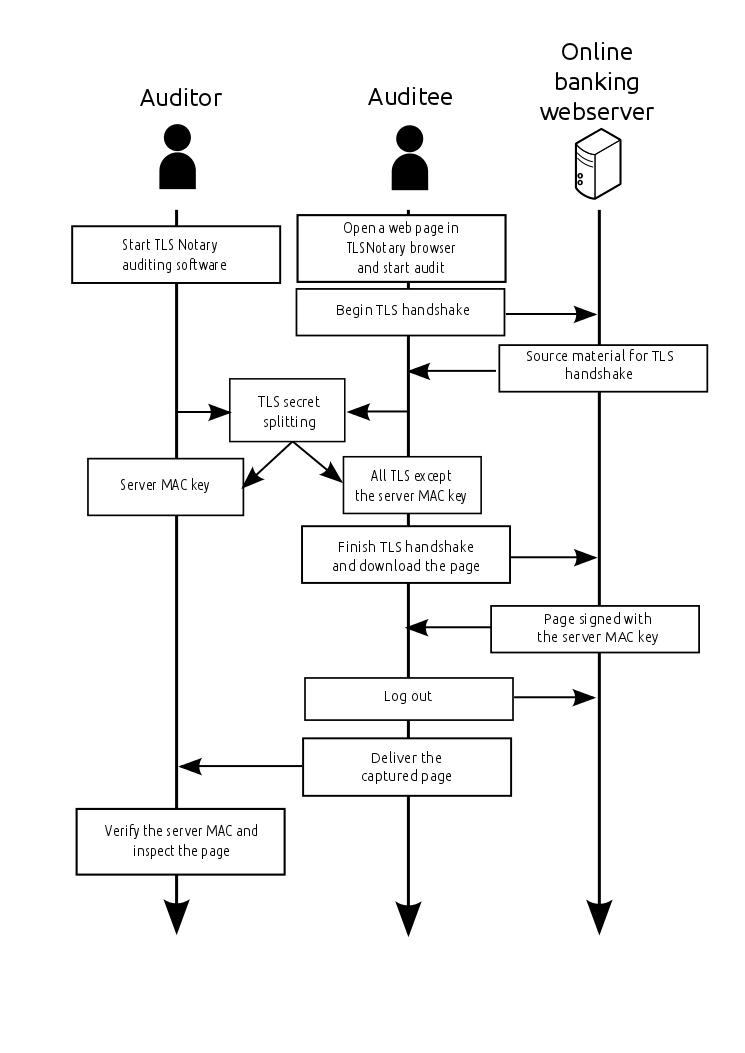 Online
banking
webserver
Auditor
Auditee
Start TLS Notary
auditing software
Open a web page in
TLSNotary browser
and start audit
Begin TLS handshake
Source material for TLS
handshake
TLS secret
splitting
Server MAC key
All TLS except
the server MAC key
Finish TLS handshake
and download the page
Page signed with
the server MAC key
Log out
Deliver the
captured page
Verify the server MAC and
inspect the page